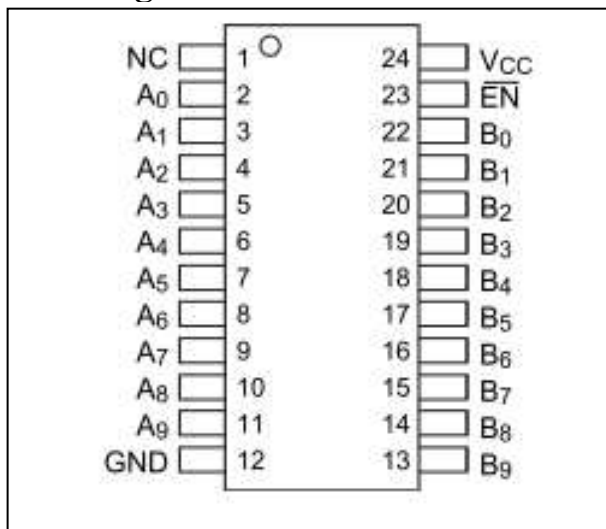 NC 1 24 VCC
A0 2 23 EN
A1 3 22 B0
A2 4 21 B1
A3 5 20 B2
A4 6 19 B3
A5 7 18 B4
A6 8 17 B5
A7 9 16 B6
A8 10 15 B7
A9 11 14 B8
GND 12 13 B9